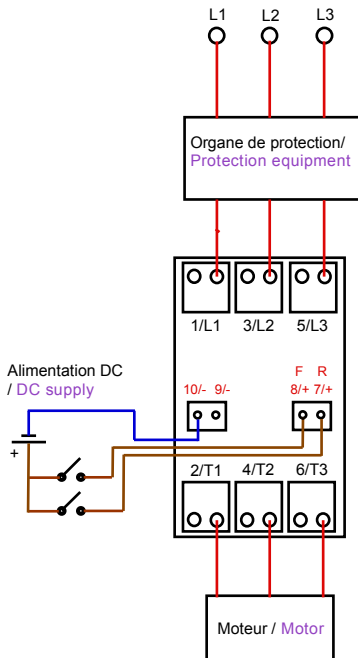 L1 L2 L3
Organe de protection/
Protection equipment
1/L1 3/L2 5/L3
Alimentation DC
/ DC supply
F R
10/- 9/- 8/+ 7/+
+
2/T1 4/T2 6/T3
Moteur / Motor